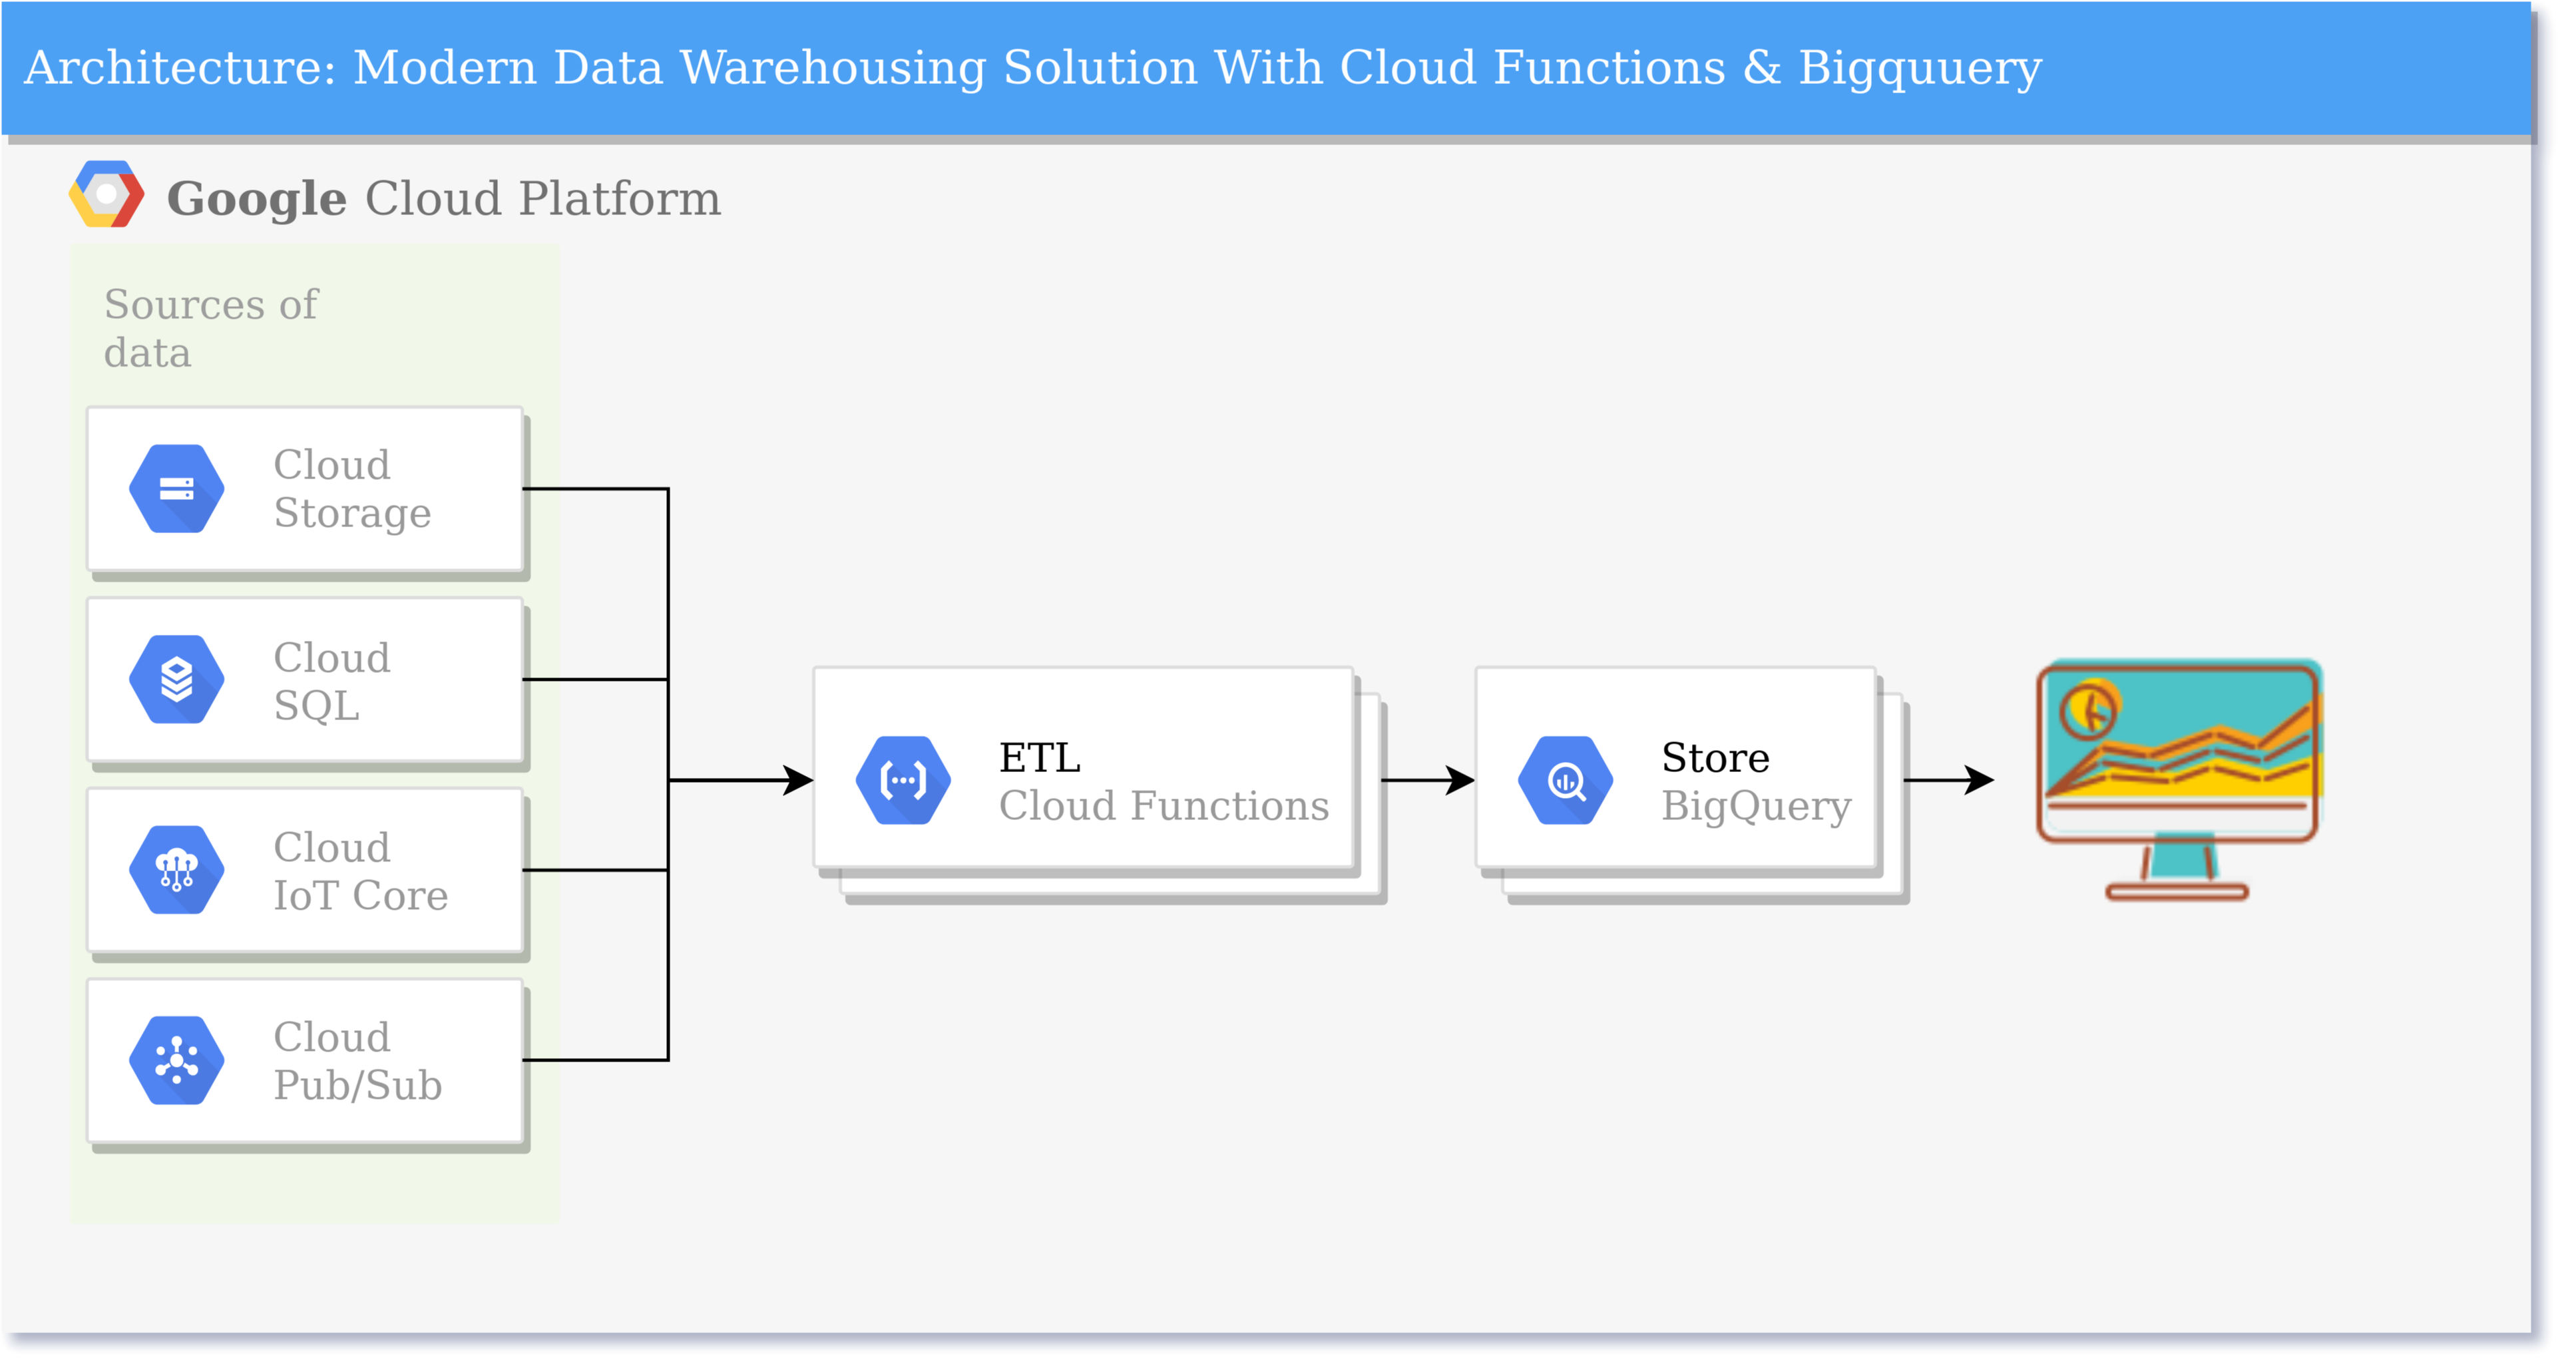 Architecture: Modern Data Warehousing Solution With Cloud Functions & Bigquuery
Google Cloud Platform
Sources of
data
Cloud
Storage
Cloud
SQL
Cloud
IoT Core
Cloud
Pub/Sub
ETL
Cloud Functions
Store
BigQuery